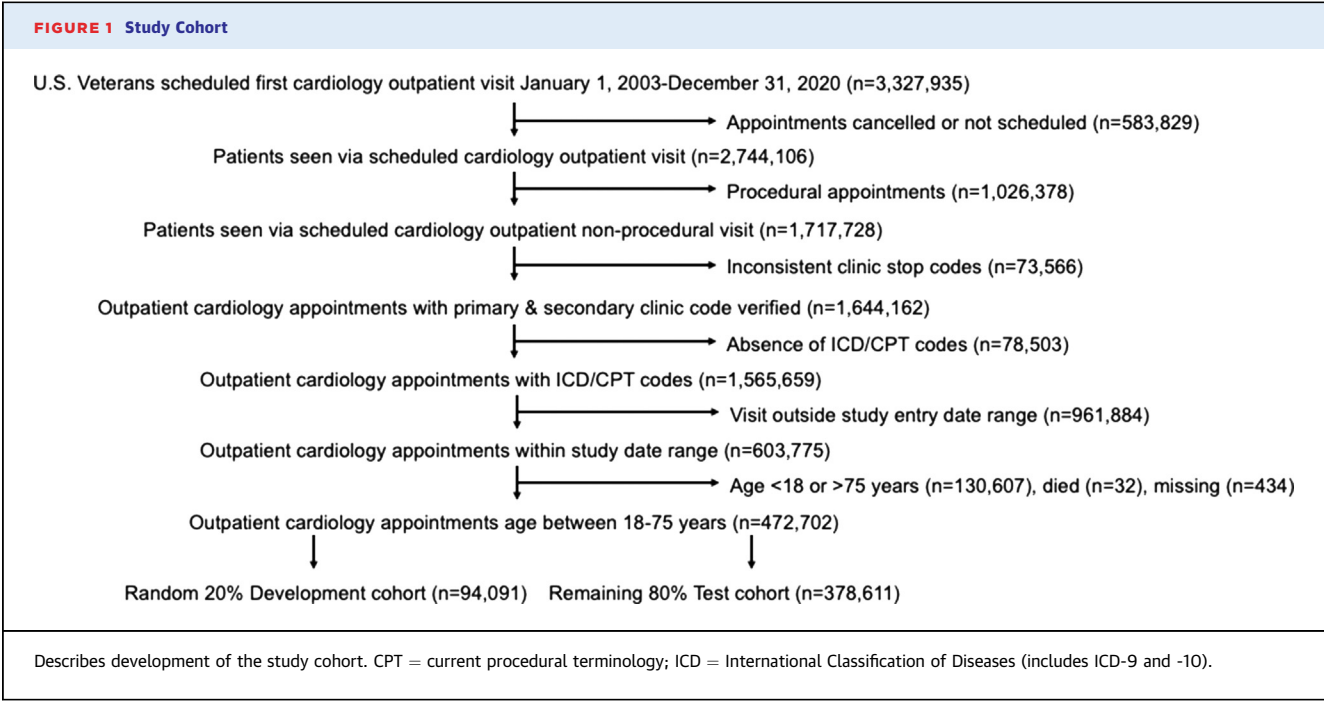 FIGURE 1 Study Cohort
U.S. Veterans scheduled first cardiology outpatient visit January 1, 2003-December 31, 2020 (n=3,327,935)
Appointments cancelled or not scheduled (n=583,829)
Patients seen via scheduled cardiology outpatient visit (n=2,744,106)
Procedural appointments (n=1,026,378)
Patients seen via scheduled cardiology outpatient non-procedural visit (n=1,717,728)
Inconsistent clinic stop codes (n=73,566)
Outpatient cardiology appointments with primary & secondary clinic code verified (n=1,644,162)
Absence of ICD/CPT codes (n=78,503)
Outpatient cardiology appointments with ICD/CPT codes (n=1,565,659)
Visit outside study entry date range (n=961,884)
Outpatient cardiology appointments within study date range (n=603,775)
Age <18 or >75 years (n=130,607), died (n=32), missing (n=434)
Outpatient cardiology appointments age between 18-75 years (n=472,702)
Random 20% Development cohort (n=94,091) Remaining 80% Test cohort (n=378,611)
Describes development of the study cohort. CPT = current procedural terminology; ICD = International Classification of Diseases (includes ICD-9 and -10).